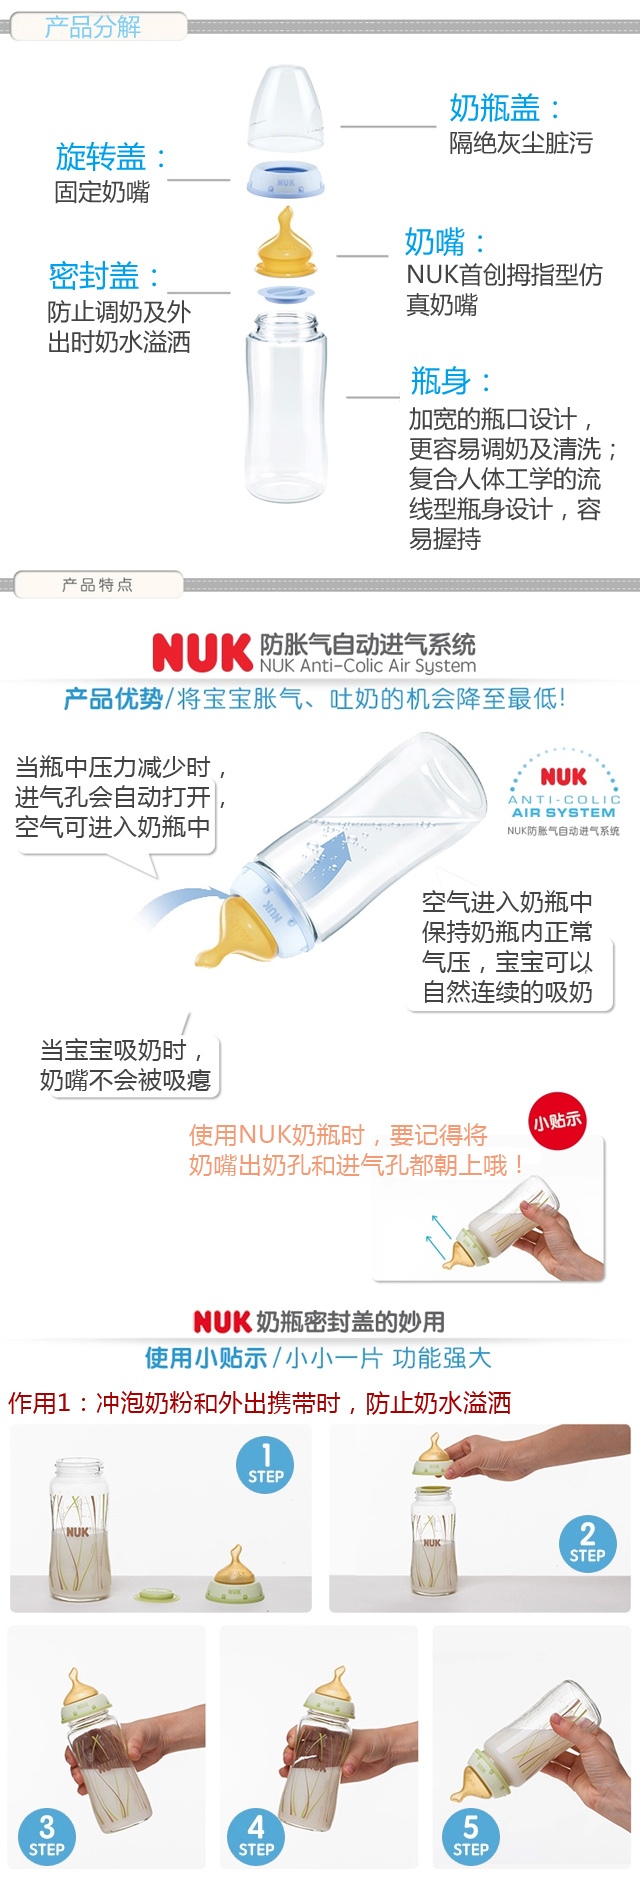 产品分解
奶瓶盖：
隔绝灰尘脏污
旋转盖：
固定奶嘴
NUK
奶嘴：
NUK首创拇指型仿
真奶嘴
密封盖：
防止调奶及外
出时奶水溢洒
瓶身：
加宽的瓶口设计，
更容易调奶及清洗；
复合人体工学的流
线型瓶身设计，容
易握持
产品特点
NUK 防胀气自动进气系统
NUK Anti-Colic Air System
产品优势/将宝宝胀气、吐奶的机会降至最低!
当瓶中压力减少时，
进气孔会自动打开，
空气可进入奶瓶中
NUK
ANTI-COLIC
AIR SYSTEM
NUK防胀气自动进气系统
NUK
空气进入奶瓶中
保持奶瓶内正常
气压，宝宝可以
自然连续的吸奶
当宝宝吸奶时，
奶嘴不会被吸瘪
小贴示
使用NUK奶瓶时，要记得将
奶嘴出奶孔和进气孔都朝上哦！
NUK 奶瓶密封盖的妙用
使用小贴示/小小一片 功能强大
作用1：冲泡奶粉和外出携带时，防止奶水溢洒
1
STEP
NUK
NUK
2
STEP
NUK
3
STEP
NUK
4
STEP
5
STEP